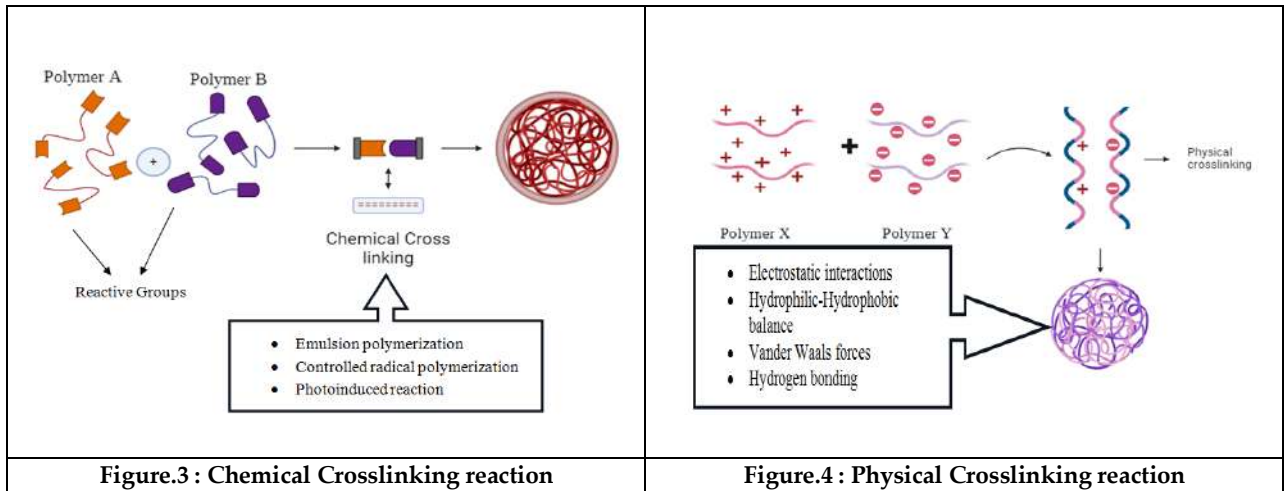 Polymer A
Polymer B
+
Chemical Cross
linking
Reactive Groups
• Emulsion polymerization
• Controlled radical polymerization
• Photoinduced reaction
Figure.3 : Chemical Crosslinking reaction
Physical
crosslinking
Polymer X
Polymer Y
• Electrostatic interactions
• Hydrophilic-Hydrophobic
balance
• Vander Waals forces
• Hydrogen bonding
Figure.4 : Physical Crosslinking reaction